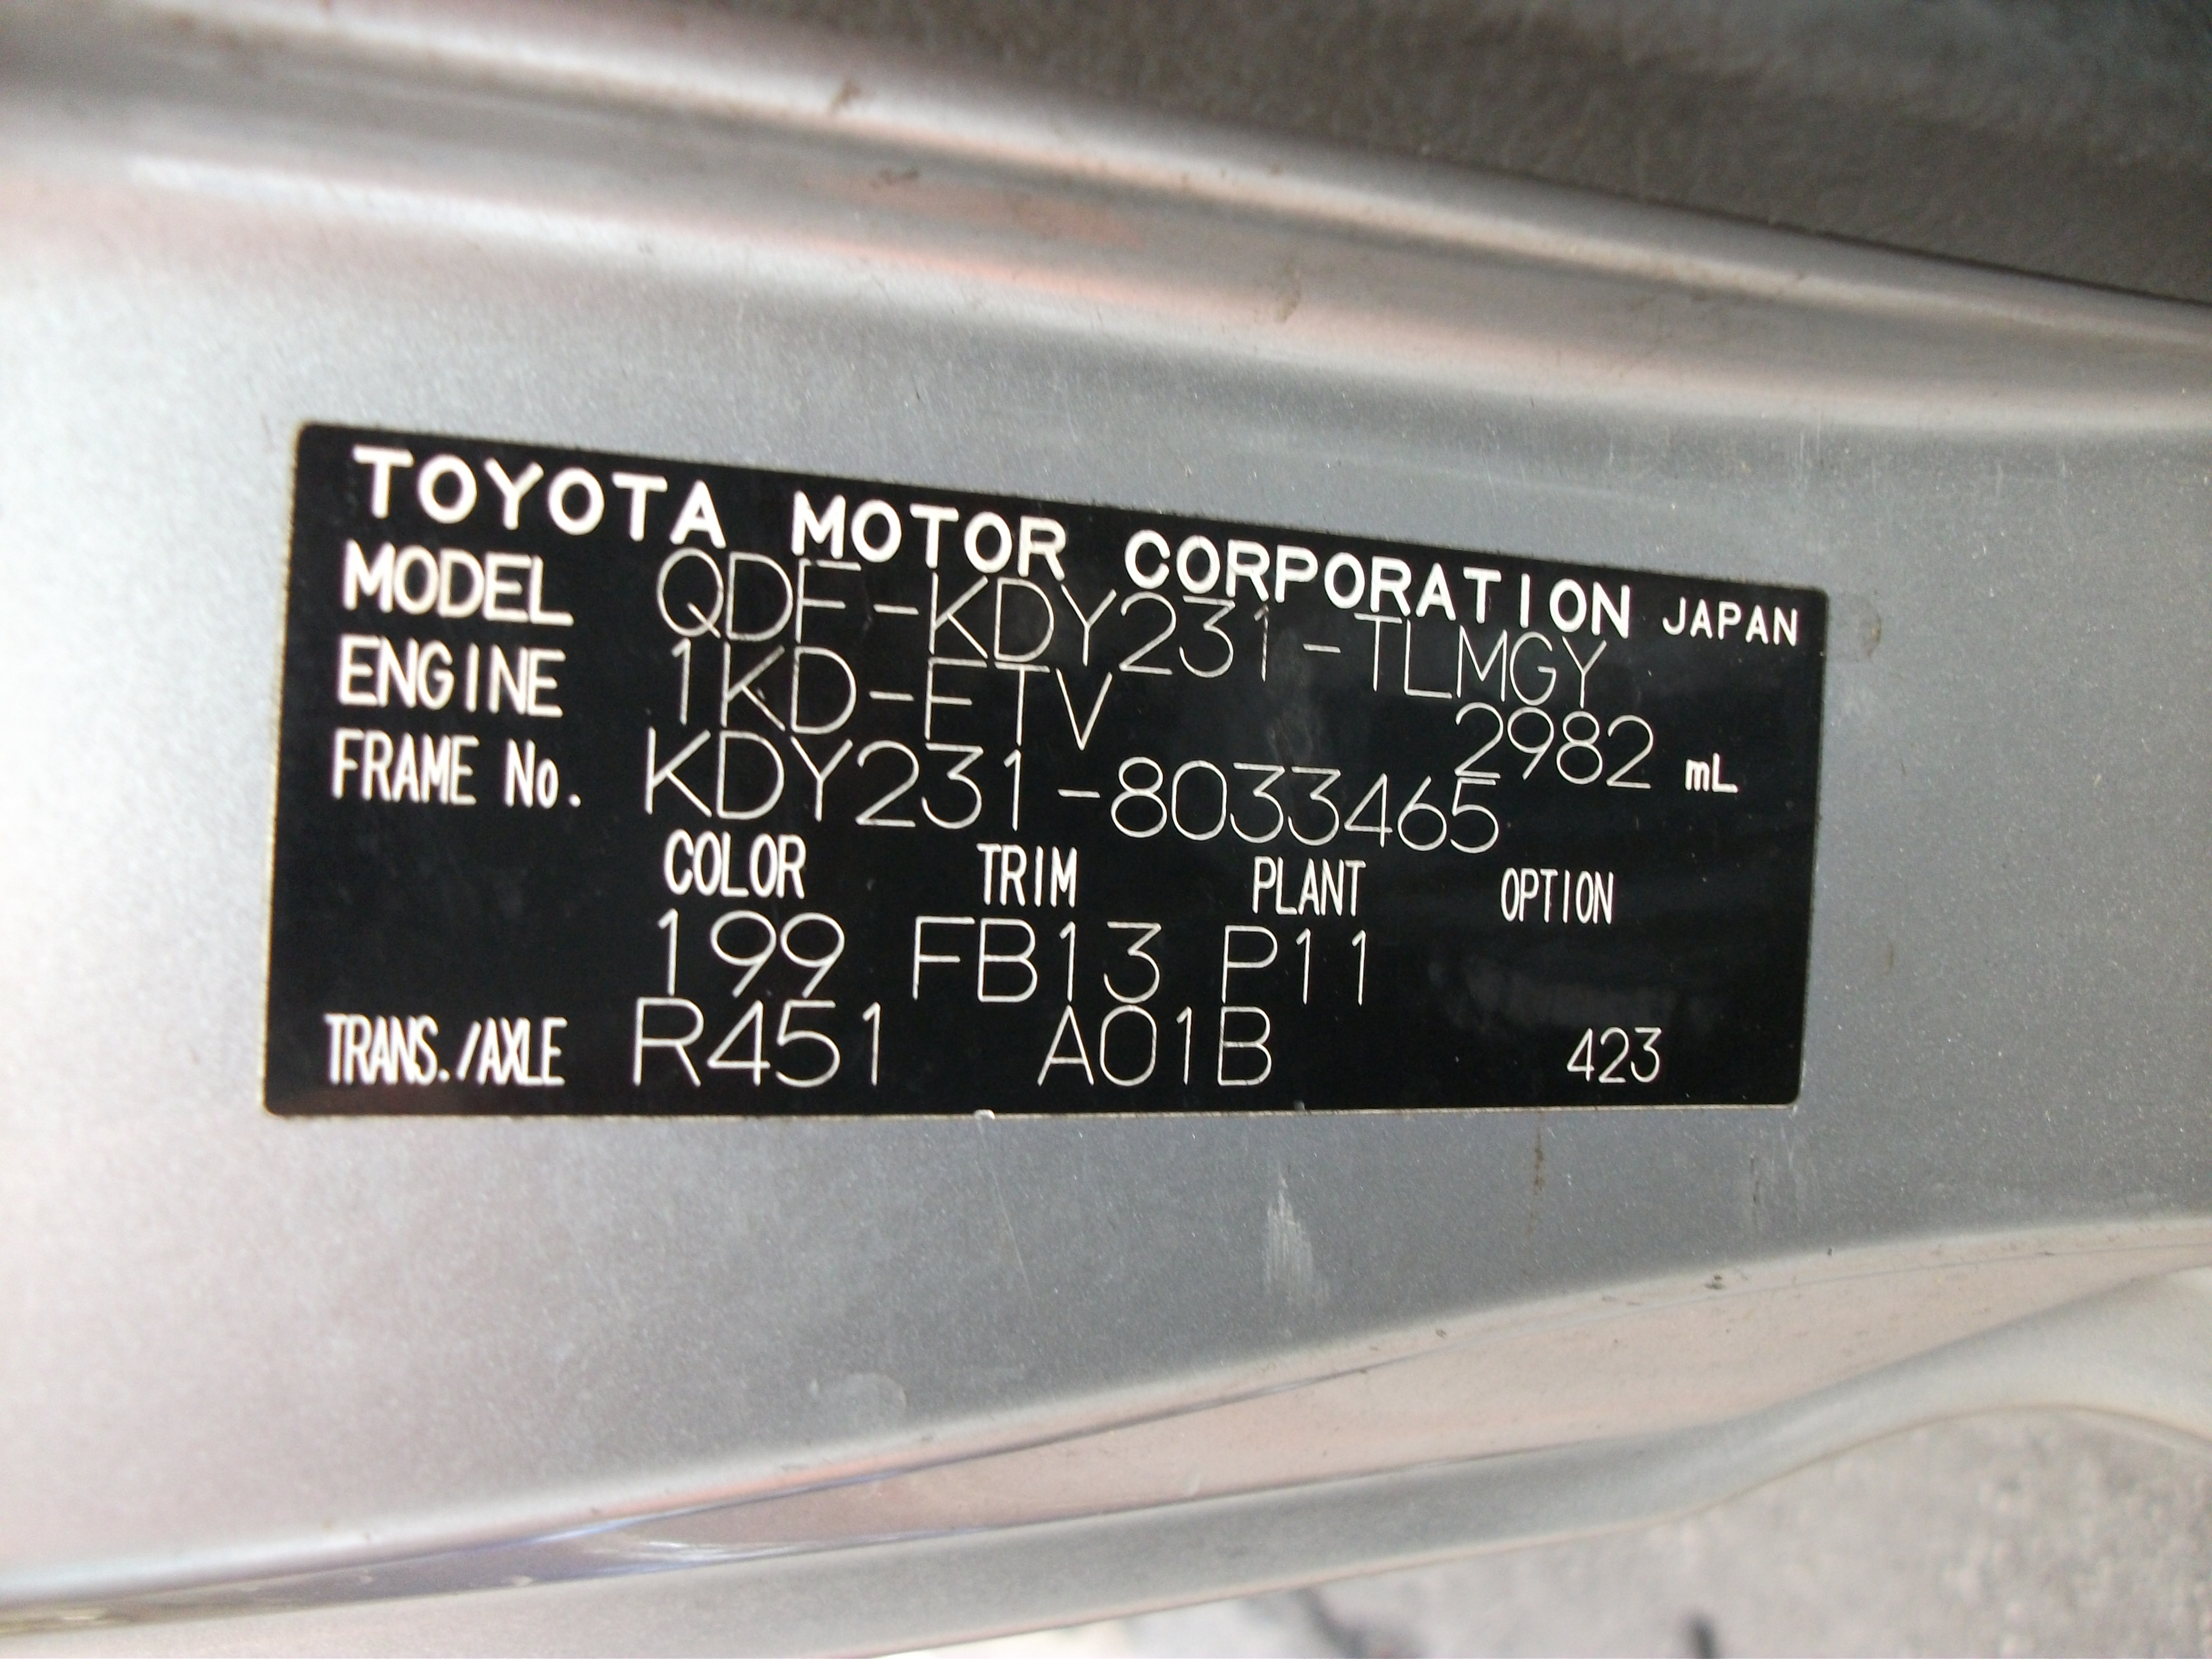 TOYOTA MOTOR CORPORATION JAPAN
MODEL QDF-KDY231-TLMGY
ENGINE 1KD-FTV 2982 mL
FRAME No. KDY231-8033465
COLOR TRIM PLANT OPTION
199 FB13 P11
TRANS./AXLE R451 A01B 423